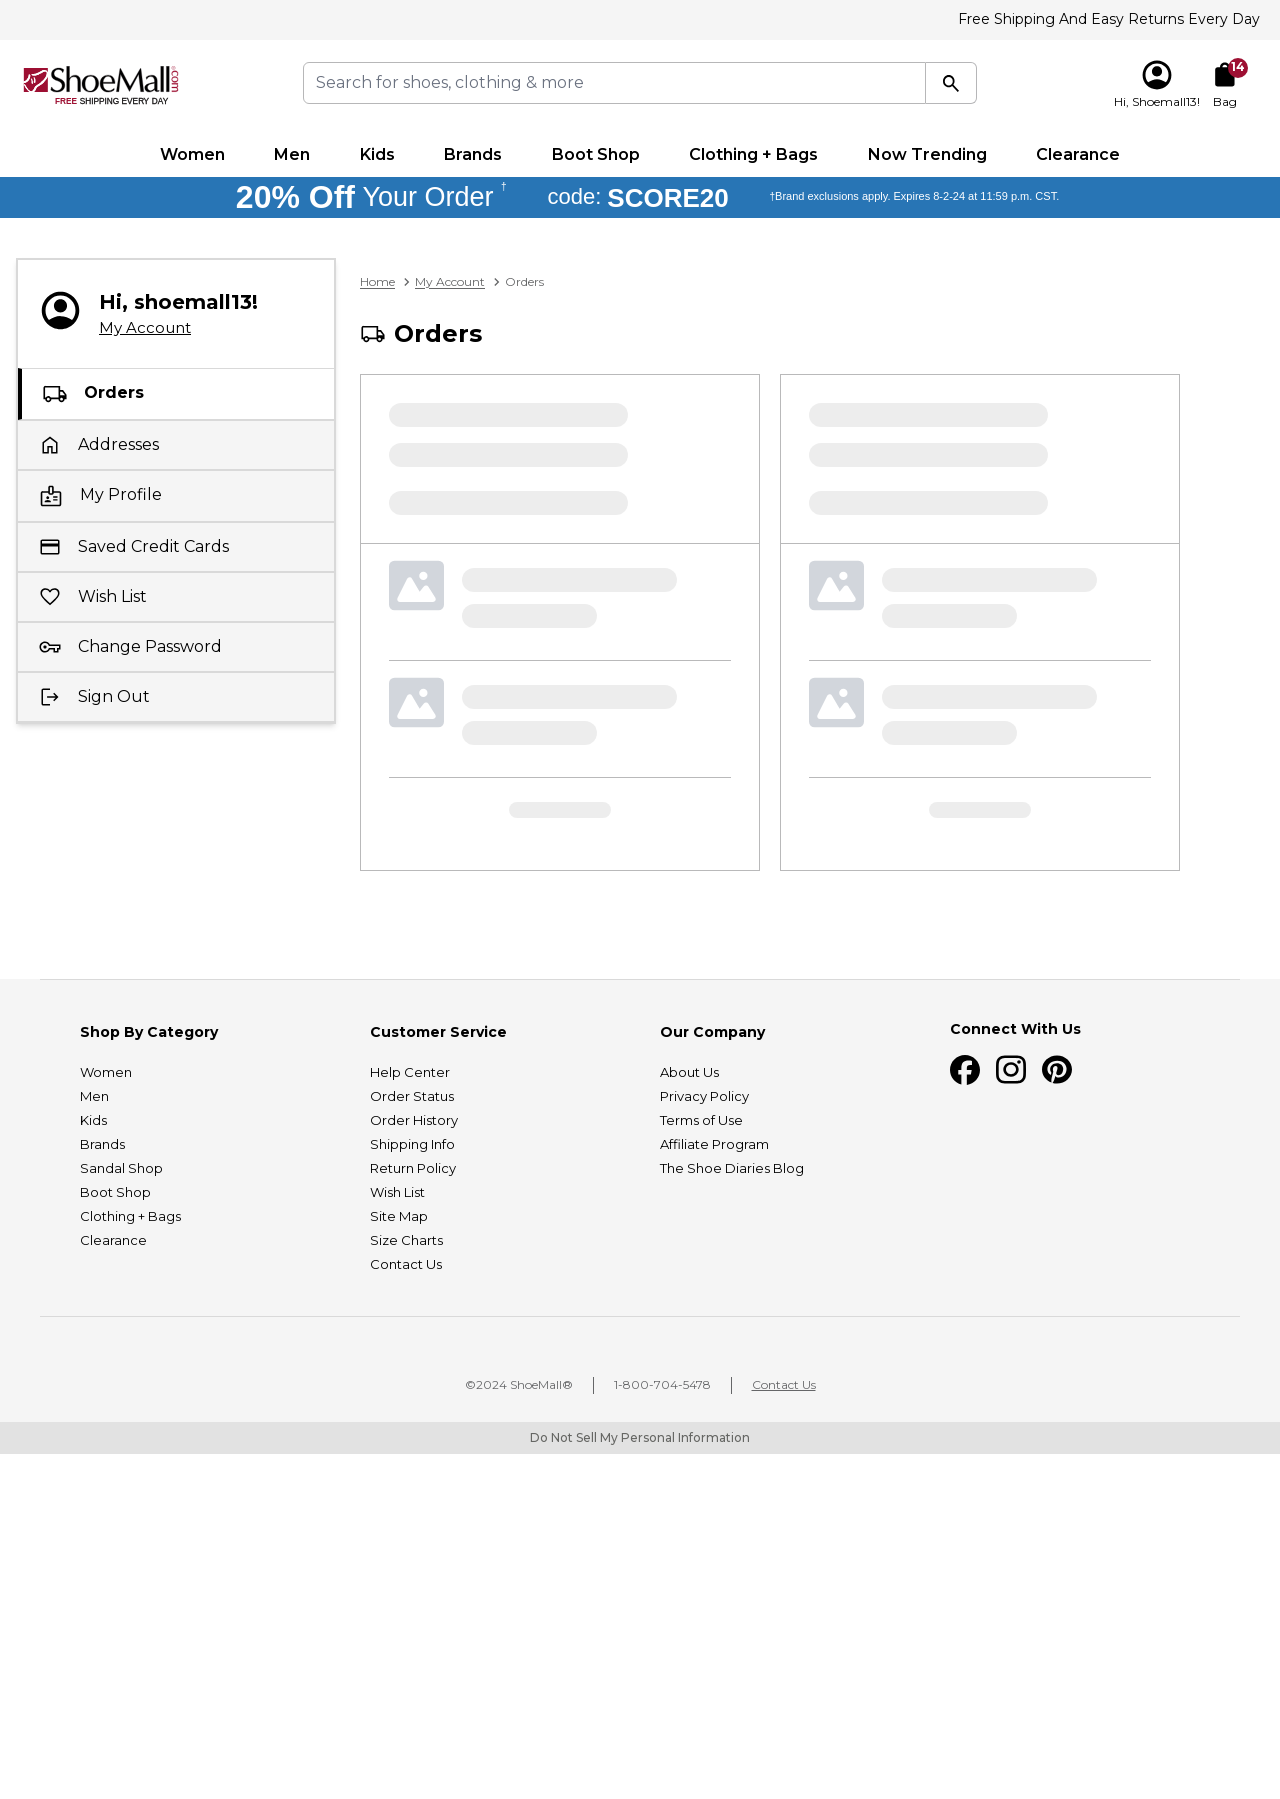 Free Shipping And Easy Returns Every Day
ShoeMall.com®
FREE SHIPPING EVERY DAY
Search for shoes, clothing & more
14
Hi, Shoemall13!
Bag
Women Men Kids Brands Boot Shop Clothing + Bags Now Trending Clearance
20% Off Your Order † code: SCORE20 †Brand exclusions apply. Expires 8-2-24 at 11:59 p.m. CST.
Hi, shoemall13!
My Account
Orders
Addresses
My Profile
Saved Credit Cards
Wish List
Change Password
Sign Out
Home > My Account > Orders
Orders
Shop By Category
Women
Men
Kids
Brands
Sandal Shop
Boot Shop
Clothing + Bags
Clearance
Customer Service
Help Center
Order Status
Order History
Shipping Info
Return Policy
Wish List
Site Map
Size Charts
Contact Us
Our Company
About Us
Privacy Policy
Terms of Use
Affiliate Program
The Shoe Diaries Blog
Connect With Us
©2024 ShoeMall® | 1-800-704-5478 | Contact Us
Do Not Sell My Personal Information